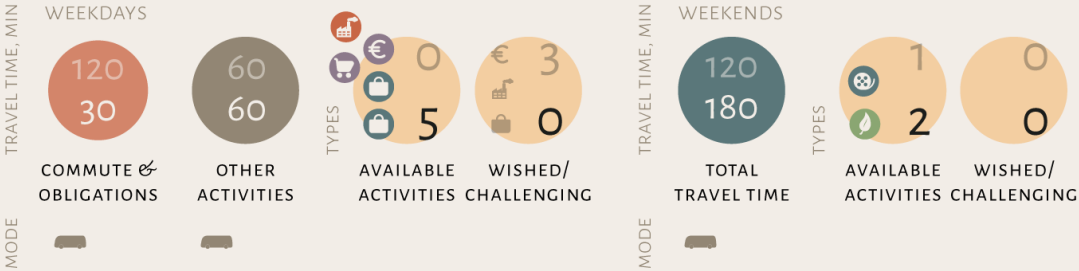 WEEKDAYS
TRAVEL TIME, MIN
120
30
60
60
TYPES
€
0
5
€
3
0
COMMUTE &
OBLIGATIONS
OTHER
ACTIVITIES
AVAILABLE
ACTIVITIES
WISHED/
CHALLENGING
MODE
WEEKENDS
TRAVEL TIME, MIN
120
180
TYPES
1
2
0
0
TOTAL
TRAVEL TIME
AVAILABLE
ACTIVITIES
WISHED/
CHALLENGING
MODE